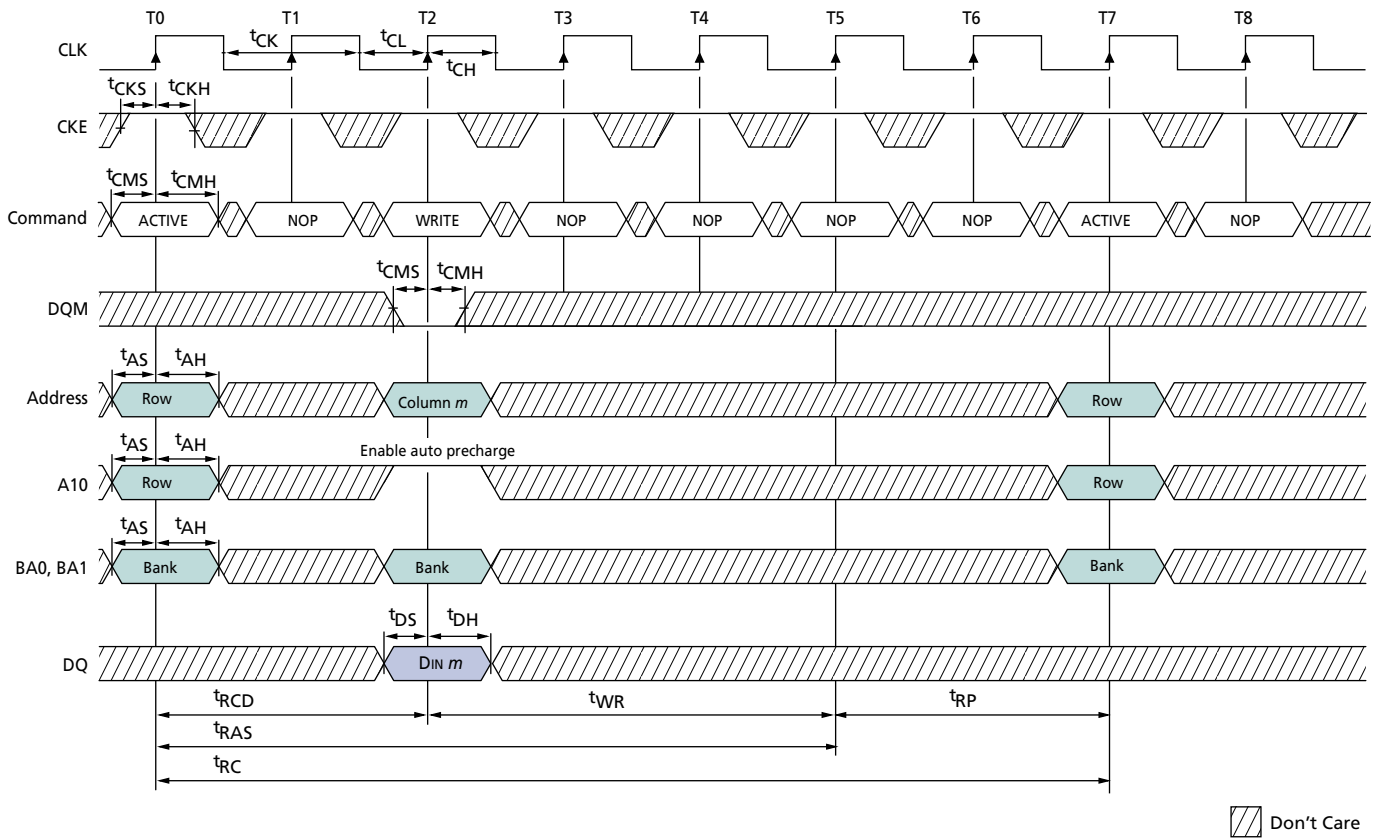 T0 T1 T2 T3 T4 T5 T6 T7 T8
CLK
tCK tCL
tCH
tCKS tCKH
CKE
tCMS tCMH
Command ACTIVE NOP WRITE NOP NOP NOP NOP ACTIVE NOP
tCMS tCMH
DQM
tAS tAH
Address Row Column m Row
Enable auto precharge
tAS tAH
A10 Row Row
tAS tAH
BA0, BA1 Bank Bank Bank
tDS tDH
DQ DIN m
tRCD tWR tRP
tRAS
tRC
Don't Care